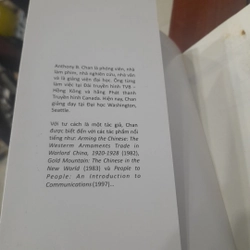 Anthony B. Chan là phóng viên, nhà
làm phim, nhà nghiên cứu, nhà văn
và là giảng viên đại học. Ông từng
làm việc tại Đài truyền hình TVB –
Hồng Kông và hãng Phát thanh
Truyền hình Canada. Hiện nay, Chan
giảng dạy tại Đại học Washington,
Seattle.
Với tư cách là một tác giả, Chan
được biết đến với các tác phẩm nổi
tiếng như: Arming the Chinese: The
Westerm Armements Trade in
Warlord China, 1920-1928 (1982),
Gold Mountain: The Chinese in the
New World (1983) và People to
People: An Introduction to
Communications (1997)...